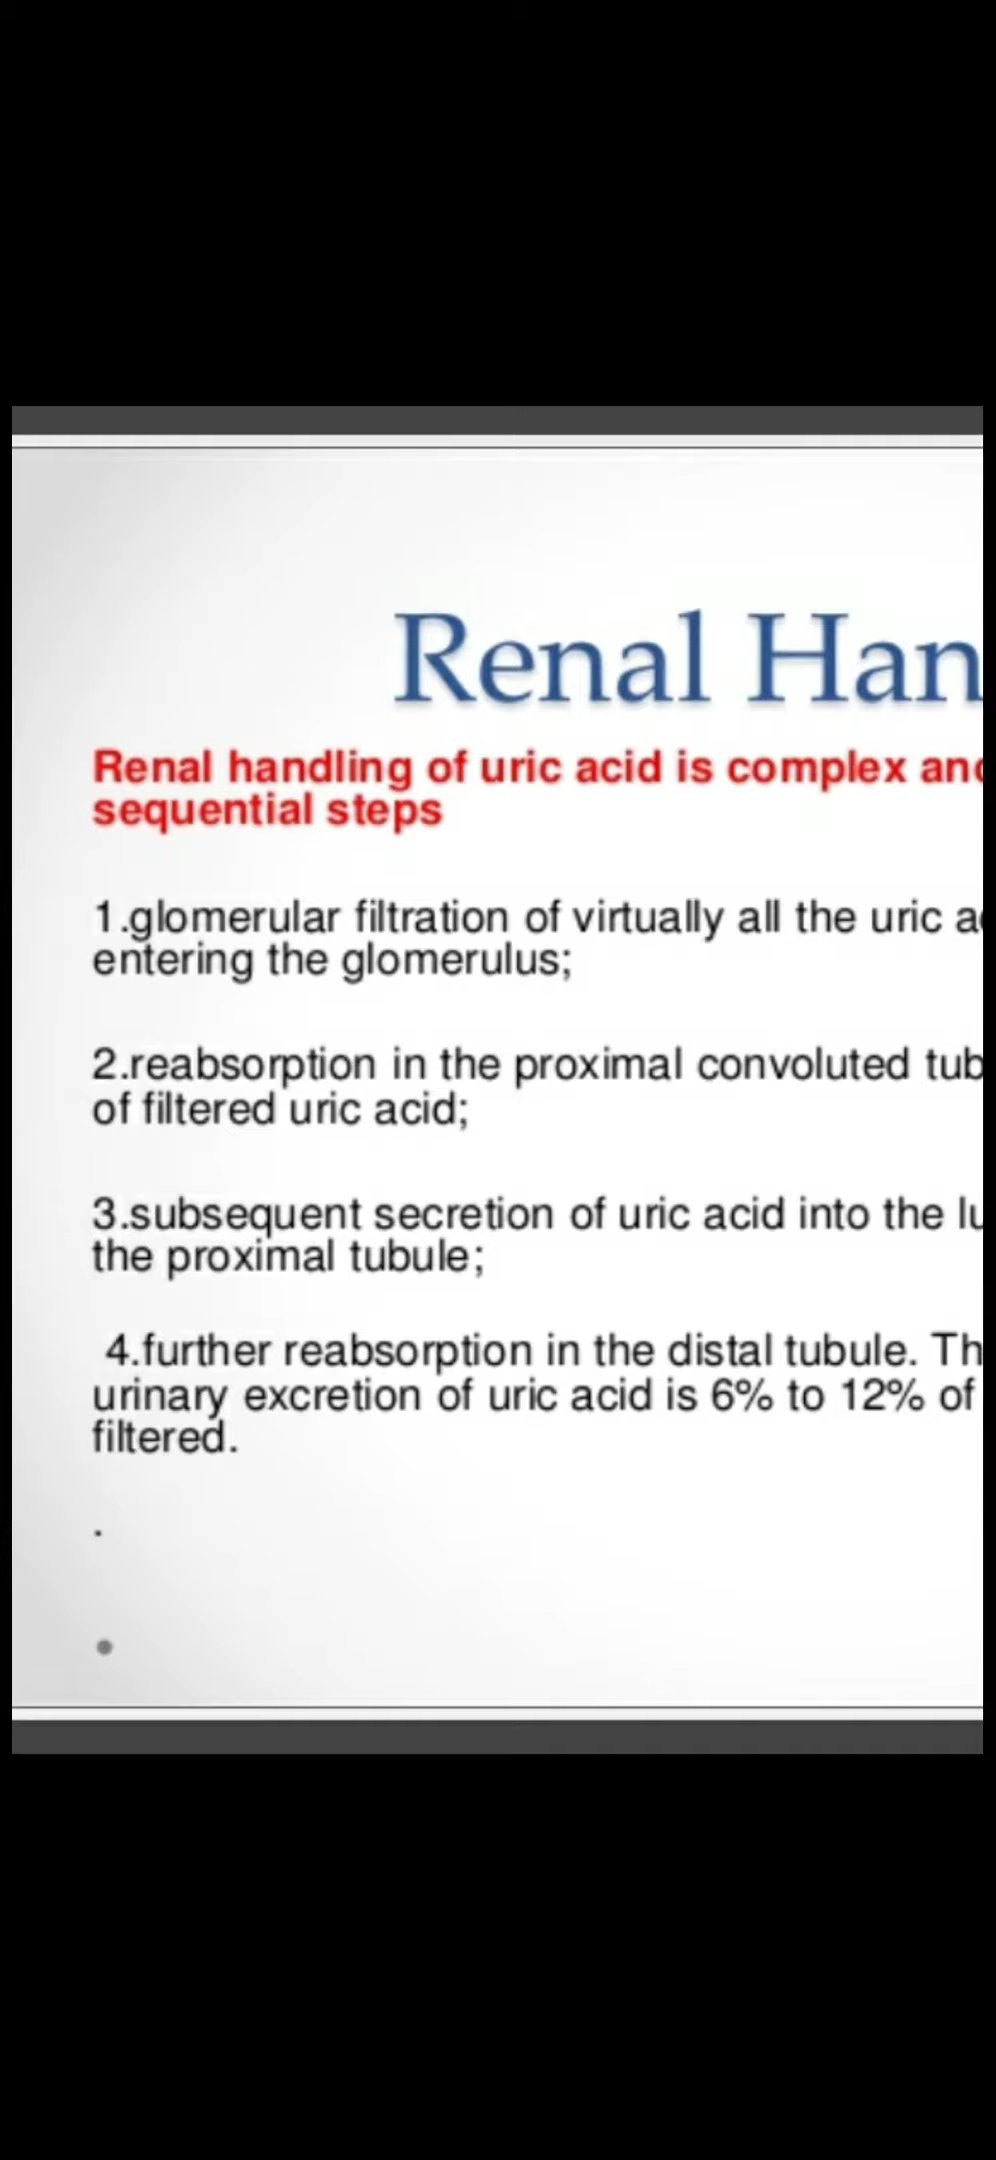 Renal Han
Renal handling of uric acid is complex and
sequential steps
1.glomerular filtration of virtually all the uric
entering the glomerulus;
2.reabsorption in the proximal convoluted tub
of filtered uric acid;
3.subsequent secretion of uric acid into the lu
the proximal tubule;
4.further reabsorption in the distal tubule. Th
urinary excretion of uric acid is 6% to 12% of
filtered.
.
•